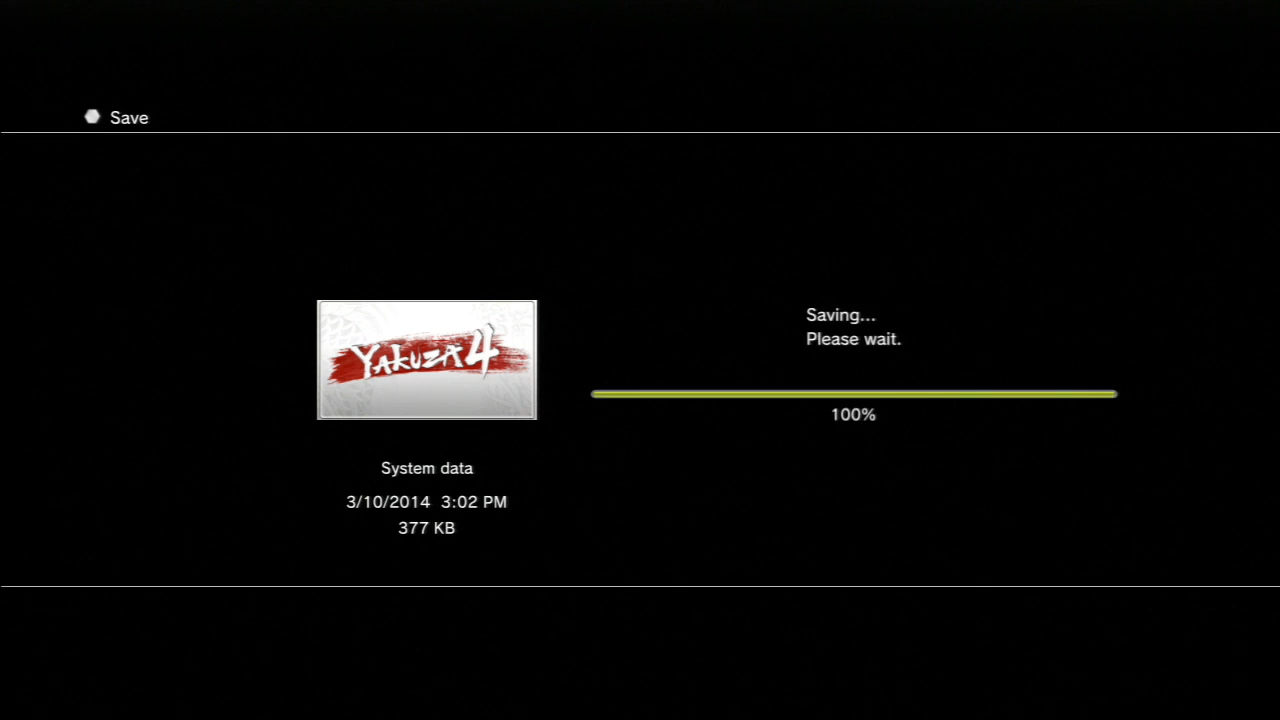 Save
YAKUZA 4
Saving...
Please wait.
100%
System data
3/10/2014 3:02 PM
377 KB